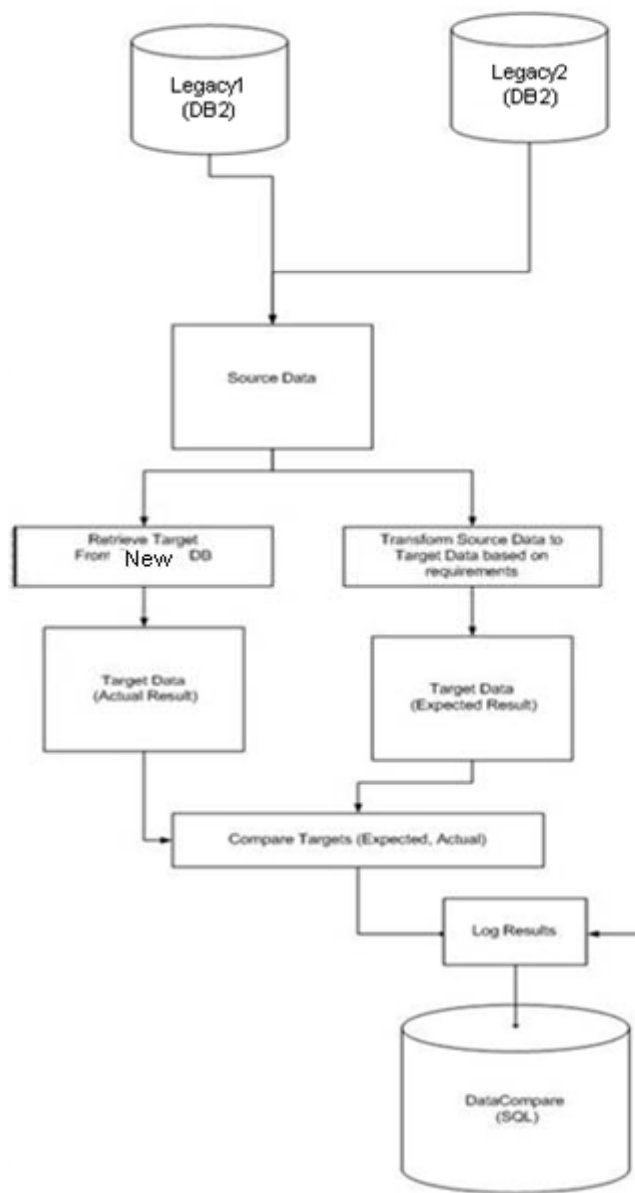 Legacy1
(DB2)
Legacy2
(DB2)
Source Data
Retrieve Target
From New DB
Transform Source Data to
Target Data based on
requirements
Target Data
(Actual Result)
Target Data
(Expected Result)
Compare Targets (Expected, Actual)
Log Results
DataCompare
(SQL)